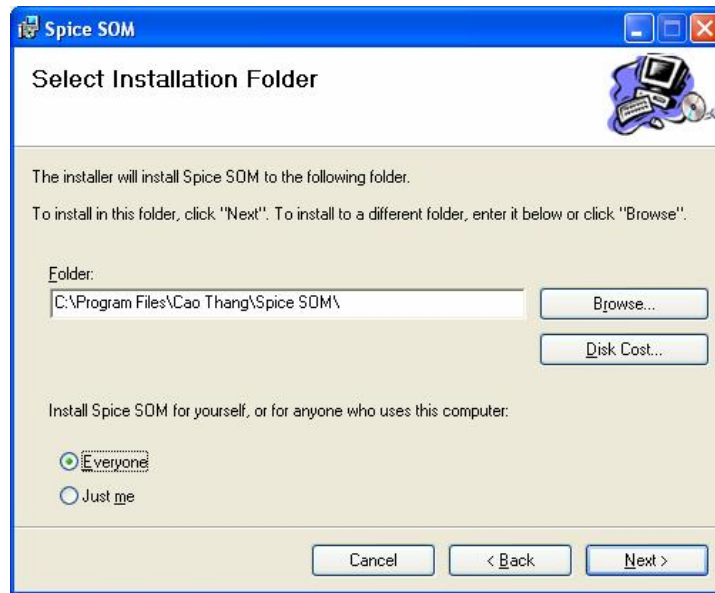 Spice SOM
Select Installation Folder
The installer will install Spice SOM to the following folder.
To install in this folder, click "Next". To install to a different folder, enter it below or click "Browse".
Folder:
C:\Program Files\Cao Thang\Spice SOM\
Browse...
Disk Cost...
Install Spice SOM for yourself, or for anyone who uses this computer:
Everyone
Just me
Cancel
< Back
Next >